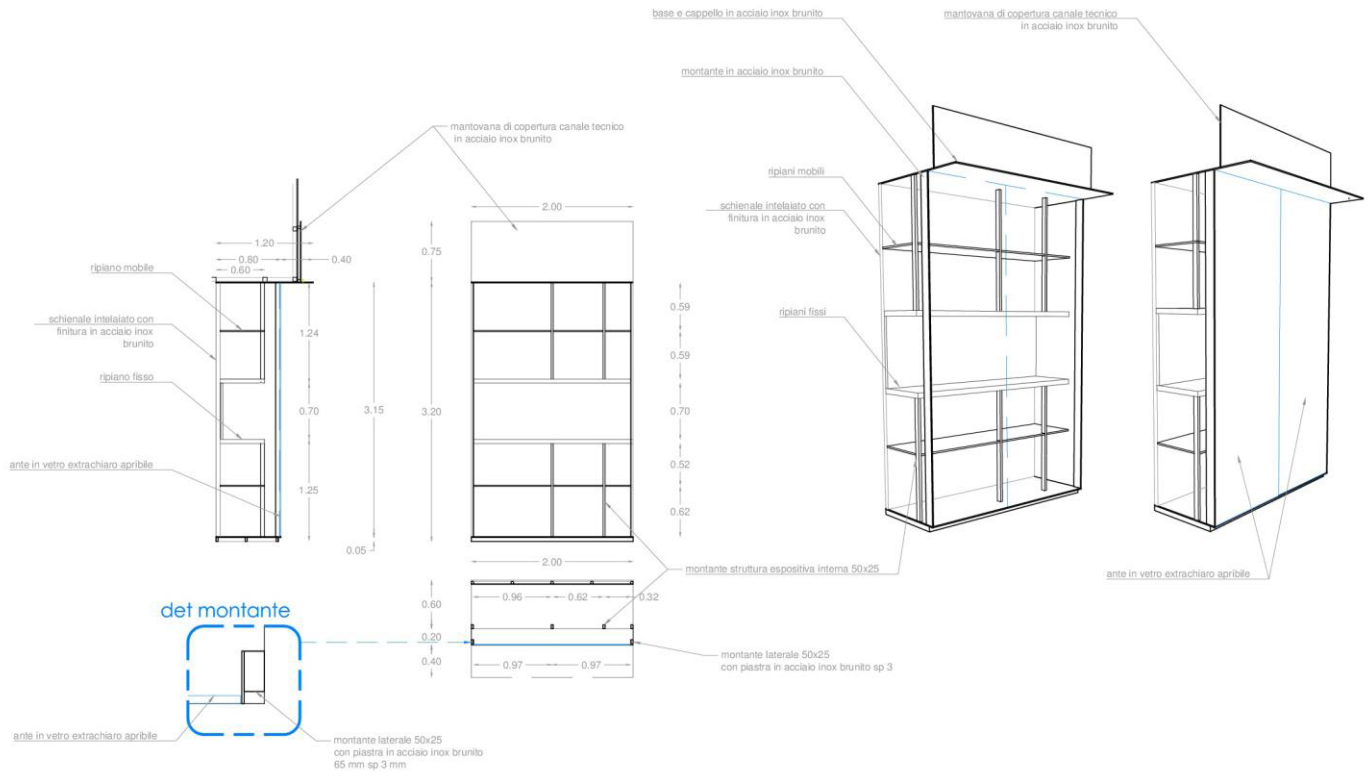 base e cappello in acciaio inox brunito
mantovana di copertura canale tecnico
in acciaio inox brunito
montante in acciaio inox brunito
mantovana di copertura canale tecnico
in acciaio inox brunito
ripiani mobili
schienale intelaiato con
finitura in acciaio inox
brunito
ripiani fissi
2.00
1.20
0.80
0.40
0.60
0.75
ripiano mobile
schienale intelaiato con
finitura in acciaio inox
brunito
ripiano fisso
ante in vetro extrachiaro apribile
1.24
0.70
1.25
3.15
0.05
3.20
0.59
0.59
0.70
0.52
0.62
2.00
montante struttura espositiva interna 50x25
ante in vetro extrachiaro apribile
0.60
0.20
0.40
0.96
0.62
0.32
0.97
0.97
montante laterale 50x25
con piastra in acciaio inox brunito sp 3
det montante
ante in vetro extrachiaro apribile
montante laterale 50x25
con piastra in acciaio inox brunito
65 mm sp 3 mm